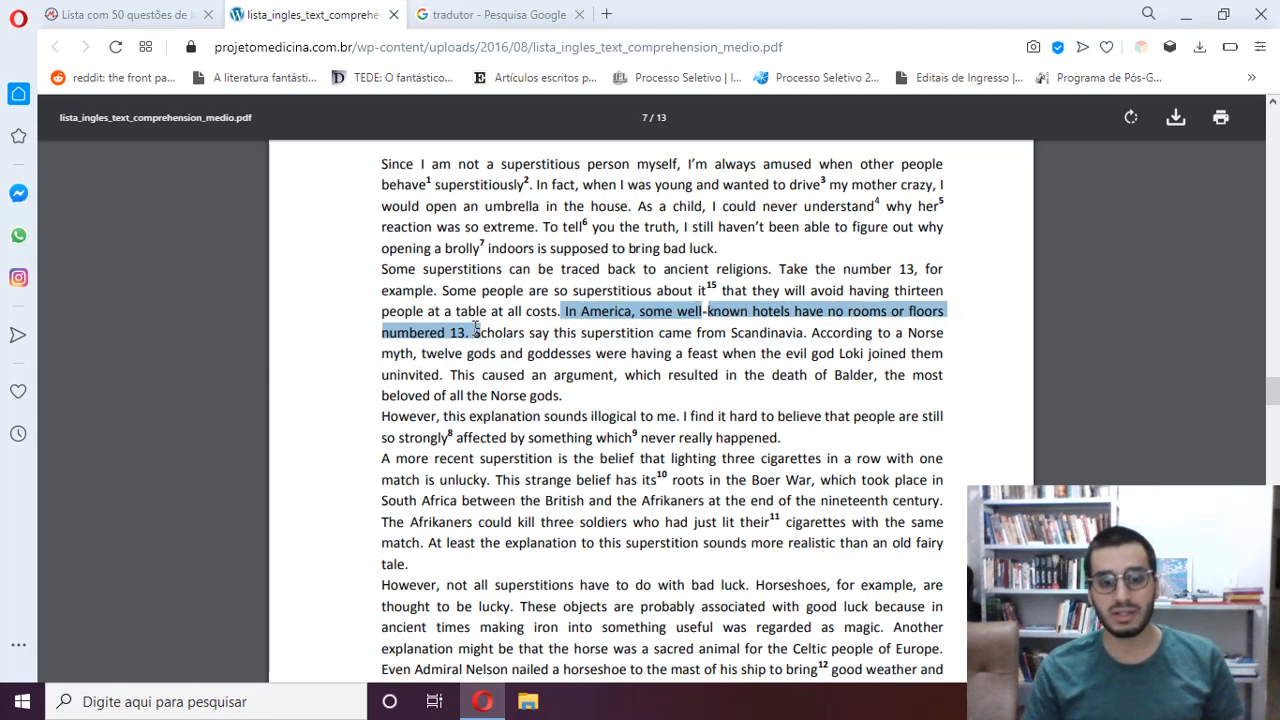 Lista com 50 questões de l
lista_ingles_text_comprehen
tradutor - Pesquisa Google
projetomedicina.com.br/wp-content/uploads/2016/08/lista_ingles_text_comprehension_medio.pdf
reddit: the front pa...
A literatura fantásti...
TEDE: O fantástico...
Artículos escritos p...
Processo Seletivo | I...
Processo Seletivo 2...
Editais de Ingresso |...
Programa de Pós-G...
lista_ingles_text_comprehension_medio.pdf
7 / 13
Since I am not a superstitious person myself, I'm always amused when other people
behave1 superstitiously2. In fact, when I was young and wanted to drive3 my mother crazy, I
would open an umbrella in the house. As a child, I could never understand4 why her5
reaction was so extreme. To tell6 you the truth, I still haven't been able to figure out why
opening a brolly7 indoors is supposed to bring bad luck.
Some superstitions can be traced back to ancient religions. Take the number 13, for
example. Some people are so superstitious about it15 that they will avoid having thirteen
people at a table at all costs. In America, some well-known hotels have no rooms or floors
numbered 13. Scholars say this superstition came from Scandinavia. According to a Norse
myth, twelve gods and goddesses were having a feast when the evil god Loki joined them
uninvited. This caused an argument, which resulted in the death of Balder, the most
beloved of all the Norse gods.
However, this explanation sounds illogical to me. I find it hard to believe that people are still
so strongly8 affected by something which9 never really happened.
A more recent superstition is the belief that lighting three cigarettes in a row with one
match is unlucky. This strange belief has its10 roots in the Boer War, which took place in
South Africa between the British and the Afrikaners at the end of the nineteenth century.
The Afrikaners could kill three soldiers who had just lit their11 cigarettes with the same
match. At least the explanation to this superstition sounds more realistic than an old fairy
tale.
However, not all superstitions have to do with bad luck. Horseshoes, for example, are
thought to be lucky. These objects are probably associated with good luck because in
ancient times making iron into something useful was regarded as magic. Another
explanation might be that the horse was a sacred animal for the Celtic people of Europe.
Even Admiral Nelson nailed a horseshoe to the mast of his ship to bring12 good weather and
Digite aqui para pesquisar